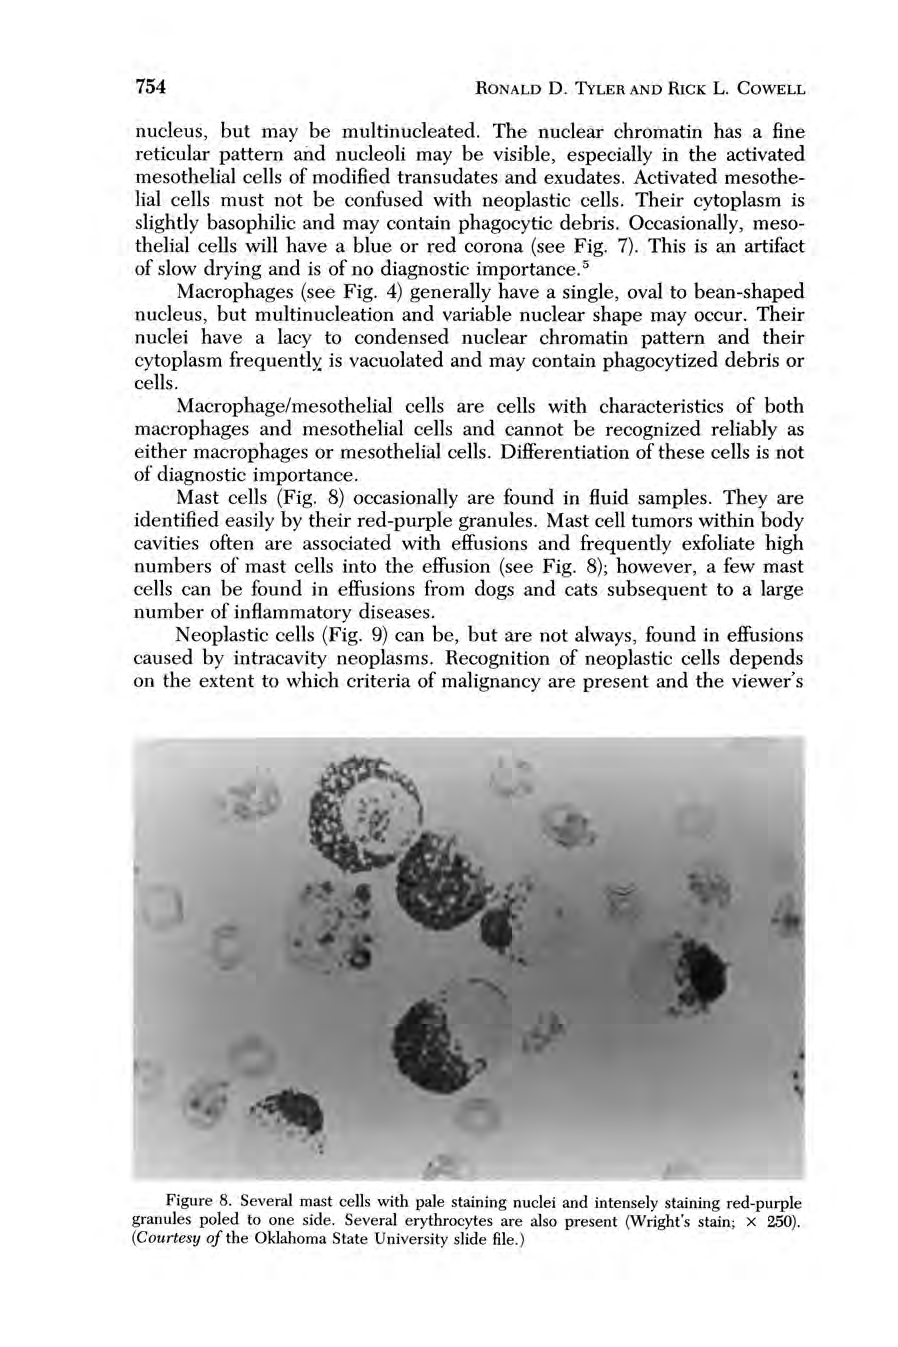 754
RONALD D. TYLER AND RICK L. COWELL
nucleus, but may be multinucleated. The nuclear chromatin has a fine
reticular pattern and nucleoli may be visible, especially in the activated
mesothelial cells of modified transudates and exudates. Activated mesothe-
lial cells must not be confused with neoplastic cells. Their cytoplasm is
slightly basophilic and may contain phagocytic debris. Occasionally, meso-
thelial cells will have a blue or red corona (see Fig. 7). This is an artifact
of slow drying and is of no diagnostic importance.⁵
Macrophages (see Fig. 4) generally have a single, oval to bean-shaped
nucleus, but multinucleation and variable nuclear shape may occur. Their
nuclei have a lacy to condensed nuclear chromatin pattern and their
cytoplasm frequently is vacuolated and may contain phagocytized debris or
cells.
Macrophage/mesothelial cells are cells with characteristics of both
macrophages and mesothelial cells and cannot be recognized reliably as
either macrophages or mesothelial cells. Differentiation of these cells is not
of diagnostic importance.
Mast cells (Fig. 8) occasionally are found in fluid samples. They are
identified easily by their red-purple granules. Mast cell tumors within body
cavities often are associated with effusions and frequently exfoliate high
numbers of mast cells into the effusion (see Fig. 8); however, a few mast
cells can be found in effusions from dogs and cats subsequent to a large
number of inflammatory diseases.
Neoplastic cells (Fig. 9) can be, but are not always, found in effusions
caused by intracavity neoplasms. Recognition of neoplastic cells depends
on the extent to which criteria of malignancy are present and the viewer's
Figure 8. Several mast cells with pale staining nuclei and intensely staining red-purple
granules poled to one side. Several erythrocytes are also present (Wright's stain; × 250).
(Courtesy of the Oklahoma State University slide file.)